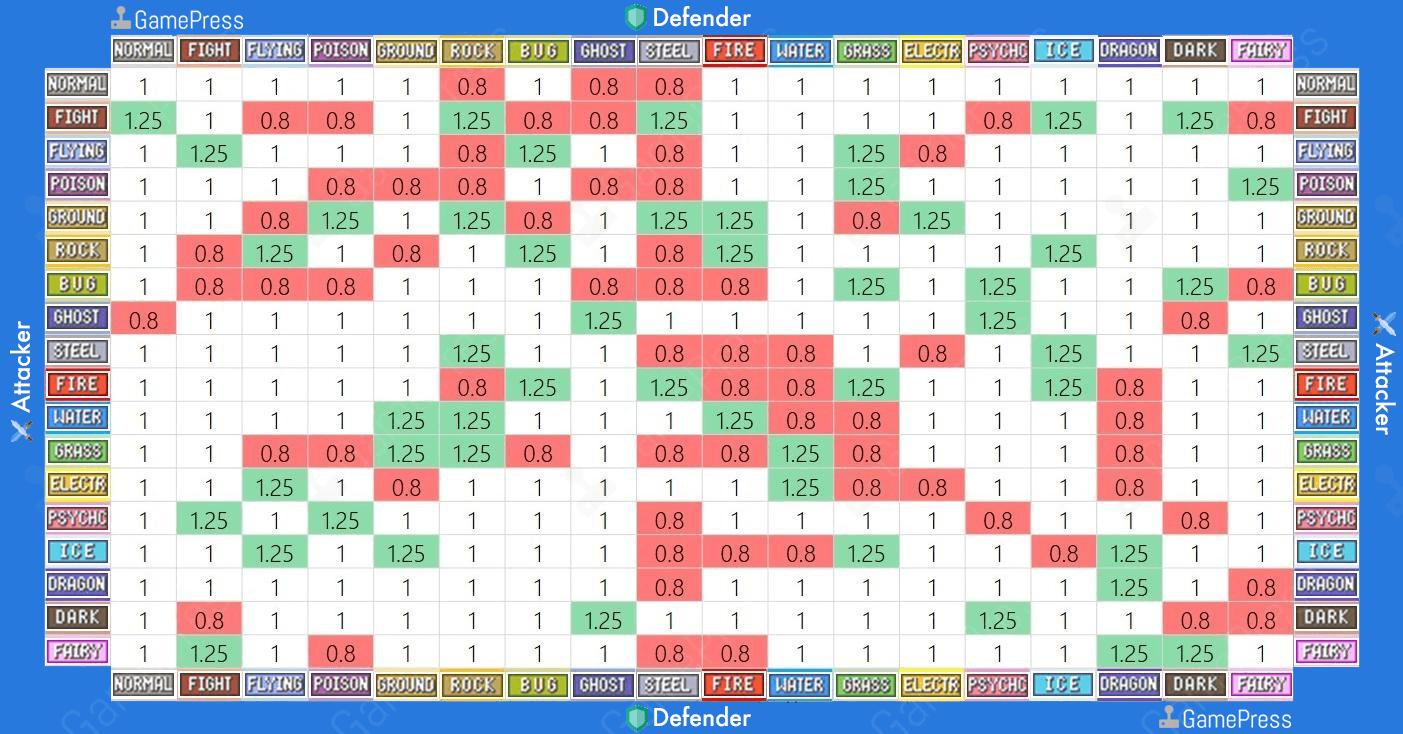 GamePress Defender
NORMAL FIGHT FLYING POISON GROUND ROCK BUG GHOST STEEL FIRE WATER GRASS ELECTR PSYCHC ICE DRAGON DARK FAIRY
NORMAL 1 1 1 1 1 0.8 1 0.8 0.8 1 1 1 1 1 1 1 1 1 NORMAL
FIGHT 1.25 1 0.8 0.8 1 1.25 0.8 0.8 1.25 1 1 1 1 0.8 1.25 1 1.25 0.8 FIGHT
FLYING 1 1.25 1 1 1 0.8 1.25 1 0.8 1 1 1.25 0.8 1 1 1 1 1 FLYING
POISON 1 1 1 0.8 0.8 0.8 1 0.8 0.8 1 1 1.25 1 1 1 1 1 1.25 POISON
GROUND 1 1 0.8 1.25 1 1.25 0.8 1 1.25 1.25 1 0.8 1.25 1 1 1 1 1 GROUND
ROCK 1 0.8 1.25 1 0.8 1 1.25 1 0.8 1.25 1 1 1 1 1.25 1 1 1 ROCK
BUG 1 0.8 0.8 0.8 1 1 1 0.8 0.8 0.8 1 1.25 1 1.25 1 1 1.25 0.8 BUG
GHOST 0.8 1 1 1 1 1 1 1.25 1 1 1 1 1 1.25 1 1 0.8 1 GHOST
STEEL 1 1 1 1 1 1.25 1 1 0.8 0.8 0.8 1 0.8 1 1.25 1 1 1.25 STEEL
FIRE 1 1 1 1 1 0.8 1.25 1 1.25 0.8 0.8 1.25 1 1 1.25 0.8 1 1 FIRE
WATER 1 1 1 1 1.25 1.25 1 1 1 1.25 0.8 0.8 1 1 1 0.8 1 1 WATER
GRASS 1 1 0.8 0.8 1.25 1.25 0.8 1 0.8 0.8 1.25 0.8 1 1 1 0.8 1 1 GRASS
ELECTR 1 1 1.25 1 0.8 1 1 1 1 1 1.25 0.8 0.8 1 1 0.8 1 1 ELECTR
PSYCHC 1 1.25 1 1.25 1 1 1 1 0.8 1 1 1 1 0.8 1 1 0.8 1 PSYCHC
ICE 1 1 1.25 1 1.25 1 1 1 0.8 0.8 0.8 1.25 1 1 0.8 1.25 1 1 ICE
DRAGON 1 1 1 1 1 1 1 1 0.8 1 1 1 1 1 1 1.25 1 0.8 DRAGON
DARK 1 0.8 1 1 1 1 1 1.25 1 1 1 1 1 1.25 1 1 0.8 0.8 DARK
FAIRY 1 1.25 1 0.8 1 1 1 1 0.8 0.8 1 1 1 1 1 1.25 1.25 1 FAIRY
NORMAL FIGHT FLYING POISON GROUND ROCK BUG GHOST STEEL FIRE WATER GRASS ELECTR PSYCHC ICE DRAGON DARK FAIRY
Attacker
Attacker
Defender GamePress